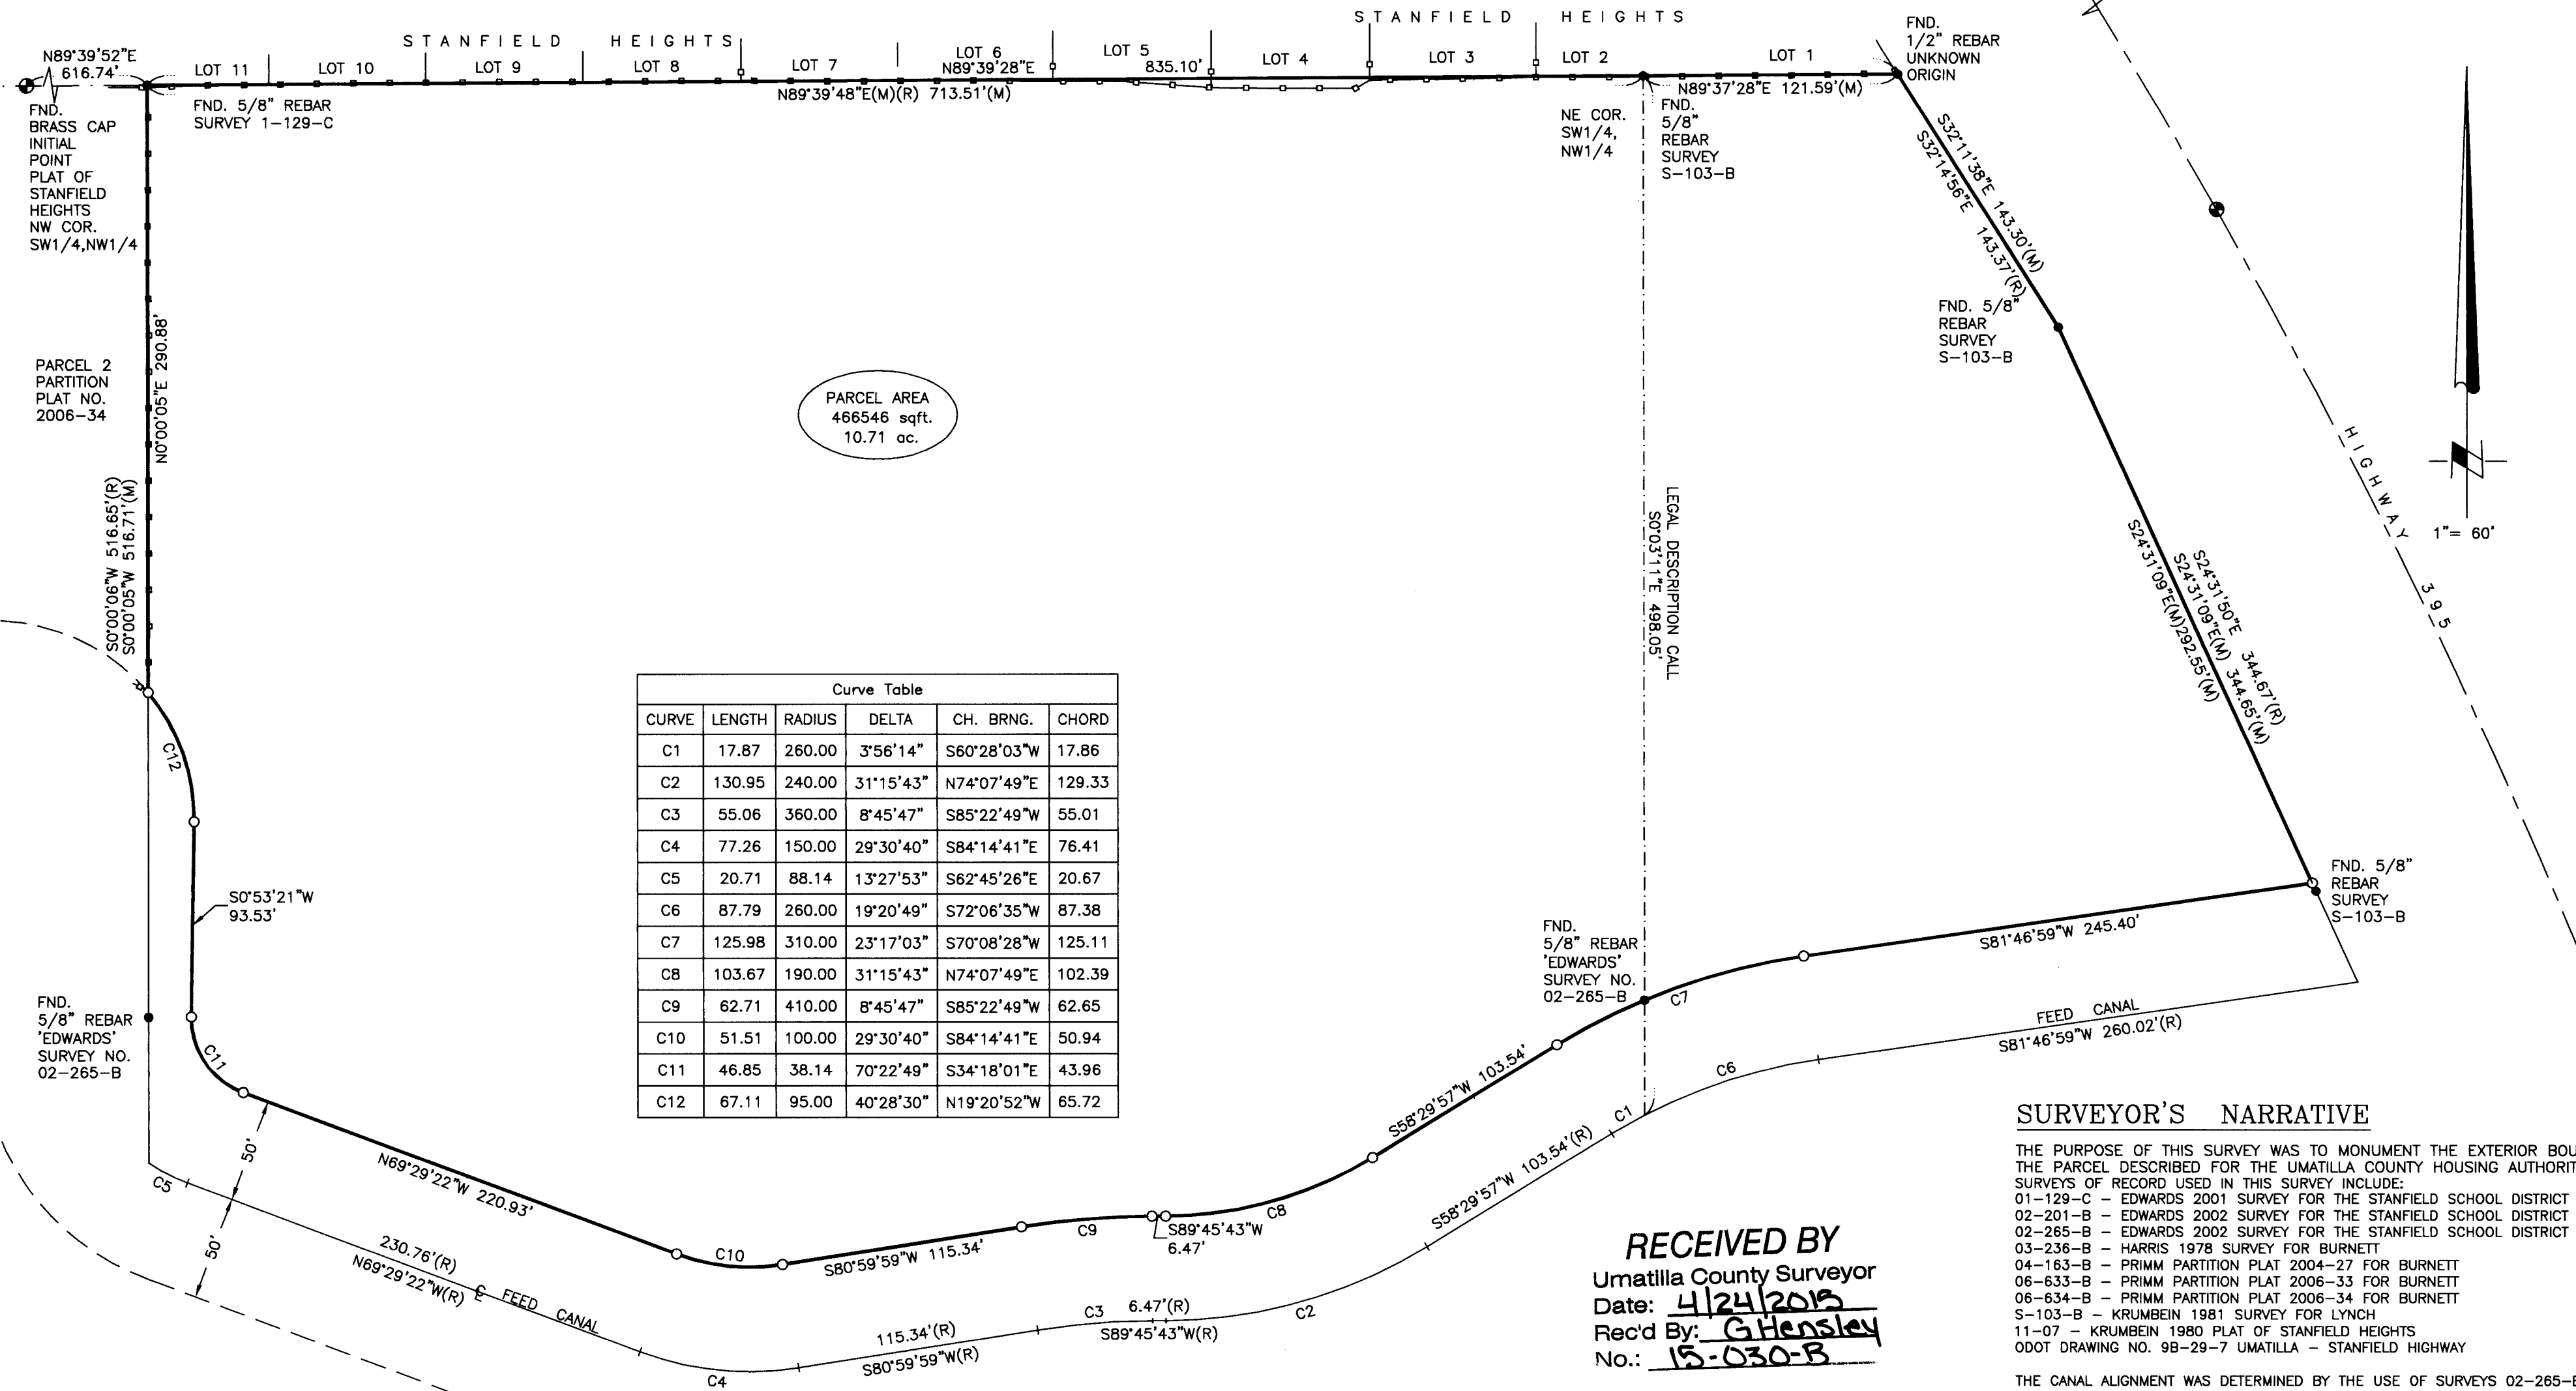 STANFIELD HEIGHTS
STANFIELD HEIGHTS
N89°39'52"E
616.74'
LOT 11
LOT 10
LOT 9
LOT 8
LOT 7
LOT 6
N89°39'28"E
LOT 5
835.10'
LOT 4
LOT 3
LOT 2
LOT 1
FND.
1/2" REBAR
UNKNOWN
ORIGIN
N89°39'48"E(M)(R) 713.51'(M)
N89°37'28"E 121.59'(M)
FND.
BRASS CAP
INITIAL
POINT
PLAT OF
STANFIELD
HEIGHTS
NW COR.
SW1/4,NW1/4
FND. 5/8" REBAR
SURVEY 1-129-C
NE COR.
SW1/4,
NW1/4
FND.
5/8"
REBAR
SURVEY
S-103-B
S32°11'38"E 143.30'(M)
S32°14'56"E 143.37'(R)
FND. 5/8"
REBAR
SURVEY
S-103-B
PARCEL 2
PARTITION
PLAT NO.
2006-34
N0°00'05"E 290.88'
S0°00'06"W 516.65'(R)
S0°00'05"W 516.71'(M)
PARCEL AREA
466546 sqft.
10.71 ac.
LEGAL DESCRIPTION CALL
S0°03'11"E 498.05'
HIGHWAY 395
N
1"= 60'
S24°31'50"E 344.67'(R)
S24°31'09"E(M) 344.65'(M)
S24°31'09"E(M)292.55'(M)
Curve Table
CURVE LENGTH RADIUS DELTA CH. BRNG. CHORD
C1 17.87 260.00 3°56'14" S60°28'03"W 17.86
C2 130.95 240.00 31°15'43" N74°07'49"E 129.33
C3 55.06 360.00 8°45'47" S85°22'49"W 55.01
C4 77.26 150.00 29°30'40" S84°14'41"E 76.41
C5 20.71 88.14 13°27'53" S62°45'26"E 20.67
C6 87.79 260.00 19°20'49" S72°06'35"W 87.38
C7 125.98 310.00 23°17'03" S70°08'28"W 125.11
C8 103.67 190.00 31°15'43" N74°07'49"E 102.39
C9 62.71 410.00 8°45'47" S85°22'49"W 62.65
C10 51.51 100.00 29°30'40" S84°14'41"E 50.94
C11 46.85 38.14 70°22'49" S34°18'01"E 43.96
C12 67.11 95.00 40°28'30" N19°20'52"W 65.72
C12
S0°53'21"W
93.53'
FND.
5/8" REBAR
'EDWARDS'
SURVEY NO.
02-265-B
C11
C5
50'
50'
N69°29'22"W 220.93'
230.76'(R)
N69°29'22"W(R)
℄ FEED CANAL
C10
C4
S80°59'59"W 115.34'
115.34'(R)
S80°59'59"W(R)
C9
C3
S89°45'43"W
6.47'
6.47'(R)
S89°45'43"W(R)
C8
C2
S58°29'57"W 103.54'
S58°29'57"W 103.54'(R)
FND.
5/8" REBAR
'EDWARDS'
SURVEY NO.
02-265-B
C7
C1
C6
S81°46'59"W 245.40'
FEED CANAL
S81°46'59"W 260.02'(R)
FND. 5/8"
REBAR
SURVEY
S-103-B
RECEIVED BY
Umatilla County Surveyor
Date: 4/24/2015
Rec'd By: GHensley
No.: 15-030-B
SURVEYOR'S NARRATIVE
THE PURPOSE OF THIS SURVEY WAS TO MONUMENT THE EXTERIOR BOU
THE PARCEL DESCRIBED FOR THE UMATILLA COUNTY HOUSING AUTHORIT
SURVEYS OF RECORD USED IN THIS SURVEY INCLUDE:
01-129-C - EDWARDS 2001 SURVEY FOR THE STANFIELD SCHOOL DISTRICT
02-201-B - EDWARDS 2002 SURVEY FOR THE STANFIELD SCHOOL DISTRICT
02-265-B - EDWARDS 2002 SURVEY FOR THE STANFIELD SCHOOL DISTRICT
03-236-B - HARRIS 1978 SURVEY FOR BURNETT
04-163-B - PRIMM PARTITION PLAT 2004-27 FOR BURNETT
06-633-B - PRIMM PARTITION PLAT 2006-33 FOR BURNETT
06-634-B - PRIMM PARTITION PLAT 2006-34 FOR BURNETT
S-103-B - KRUMBEIN 1981 SURVEY FOR LYNCH
11-07 - KRUMBEIN 1980 PLAT OF STANFIELD HEIGHTS
ODOT DRAWING NO. 9B-29-7 UMATILLA - STANFIELD HIGHWAY
THE CANAL ALIGNMENT WAS DETERMINED BY THE USE OF SURVEYS 02-265-B